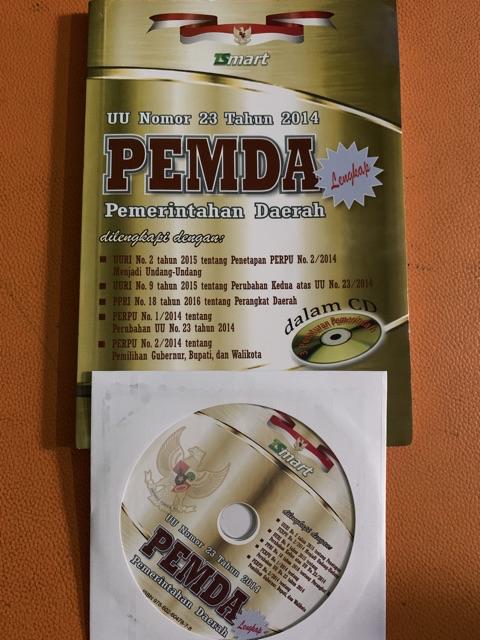 ZSmart
UU Nomor 23 Tahun 2014
PEMDA
Lengkap
Pemerintahan Daerah
dilengkapi dengan:
UURI No. 2 tahun 2015 tentang Penetapan PERPU No. 2/2014
Menjadi Undang-Undang
UURI No. 9 tahun 2015 tentang Perubahan Kedua atas UU No. 23/2014
PPRI No. 18 tahun 2016 tentang Perangkat Daerah
PERPU No. 1/2014 tentang
Perubahan UU No. 23 tahun 2014
PERPU No. 2/2014 tentang
Pemilihan Gubernur, Bupati, dan Walikota
dalam CD
ZSmart
dilengkapi dengan:
UU Nomor 23 Tahun 2014
PEMDA
Lengkap
Pemerintahan Daerah